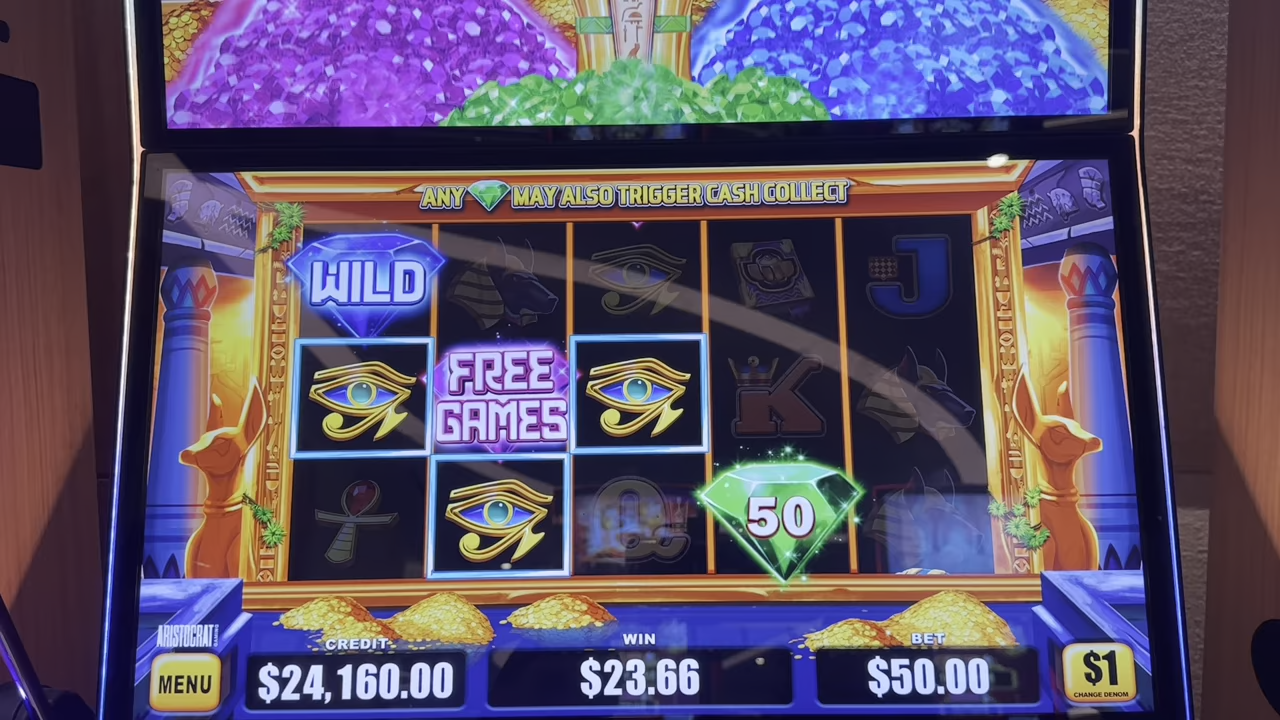 ANY MAY ALSO TRIGGER CASH COLLECT
WILD
J
FREE
GAMES
K
Q
50
ARISTOCRAT
CREDIT
WIN
BET
MENU
$24,160.00
$23.66
$50.00
$1
CHANGE DENOM